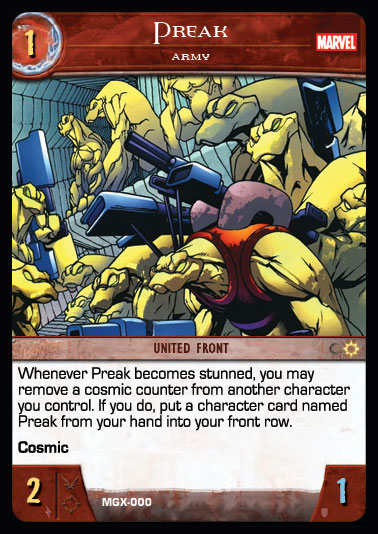 1
Preak
ARMY
MARVEL
UNITED FRONT
C
Whenever Preak becomes stunned, you may
remove a cosmic counter from another character
you control. If you do, put a character card named
Preak from your hand into your front row.
Cosmic
2
MGX-000
1